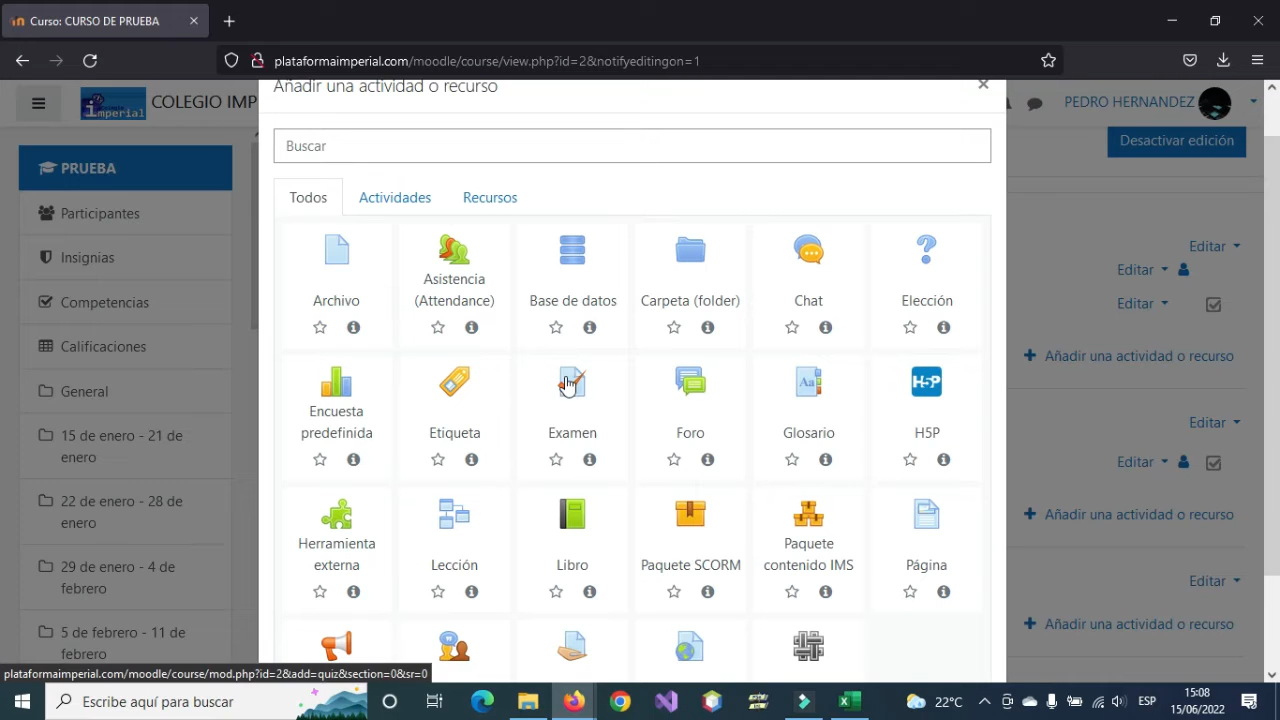 Curso: CURSO DE PRUEBA
plataformaimperial.com/moodle/course/view.php?id=2&notifyeditingon=1
COLEGIO IMP
imperial
Añadir una actividad o recurso
PEDRO HERNANDEZ
Desactivar edición
Buscar
PRUEBA
Participantes
Insignias
Competencias
Calificaciones
General
15 de enero - 21 de
enero
22 de enero - 28 de
enero
29 de enero - 4 de
febrero
5 de febrero - 11 de
febrero
Todos
Actividades
Recursos
Archivo
Asistencia
(Attendance)
Base de datos
Carpeta (folder)
Chat
Elección
Encuesta
predefinida
Etiqueta
Examen
Foro
Aa
Glosario
H5P
H5P
Herramienta
externa
Lección
Libro
Paquete SCORM
Paquete
contenido IMS
Página
Editar
Editar
Editar
Añadir una actividad o recurso
Editar
Editar
Añadir una actividad o recurso
Editar
Añadir una actividad o recurso
plataformaimperial.com/moodle/course/mod.php?id=2&add=quiz&section=0&sr=0
Escribe aquí para buscar
22°C
ESP
15:08
15/06/2022